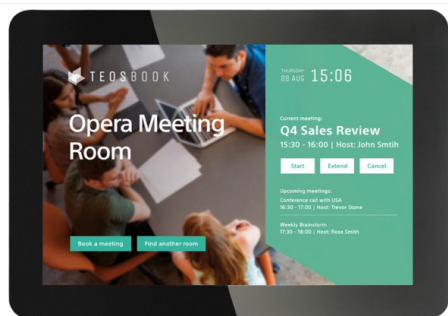 TEOSBOOK
Opera Meeting
Room
Book a meeting
Find another room
THURSDAY
09 AUG 15:06
Current meeting:
Q4 Sales Review
15:30 - 16:00 | Host: John Smtih
Start
Extend
Cancel
Upcoming meetings:
Conference call with USA
16:30 - 17:00 | Host: Trevor Stone
Weekly Brainstorm
17:30 - 18:00 | Host: Rose Smith